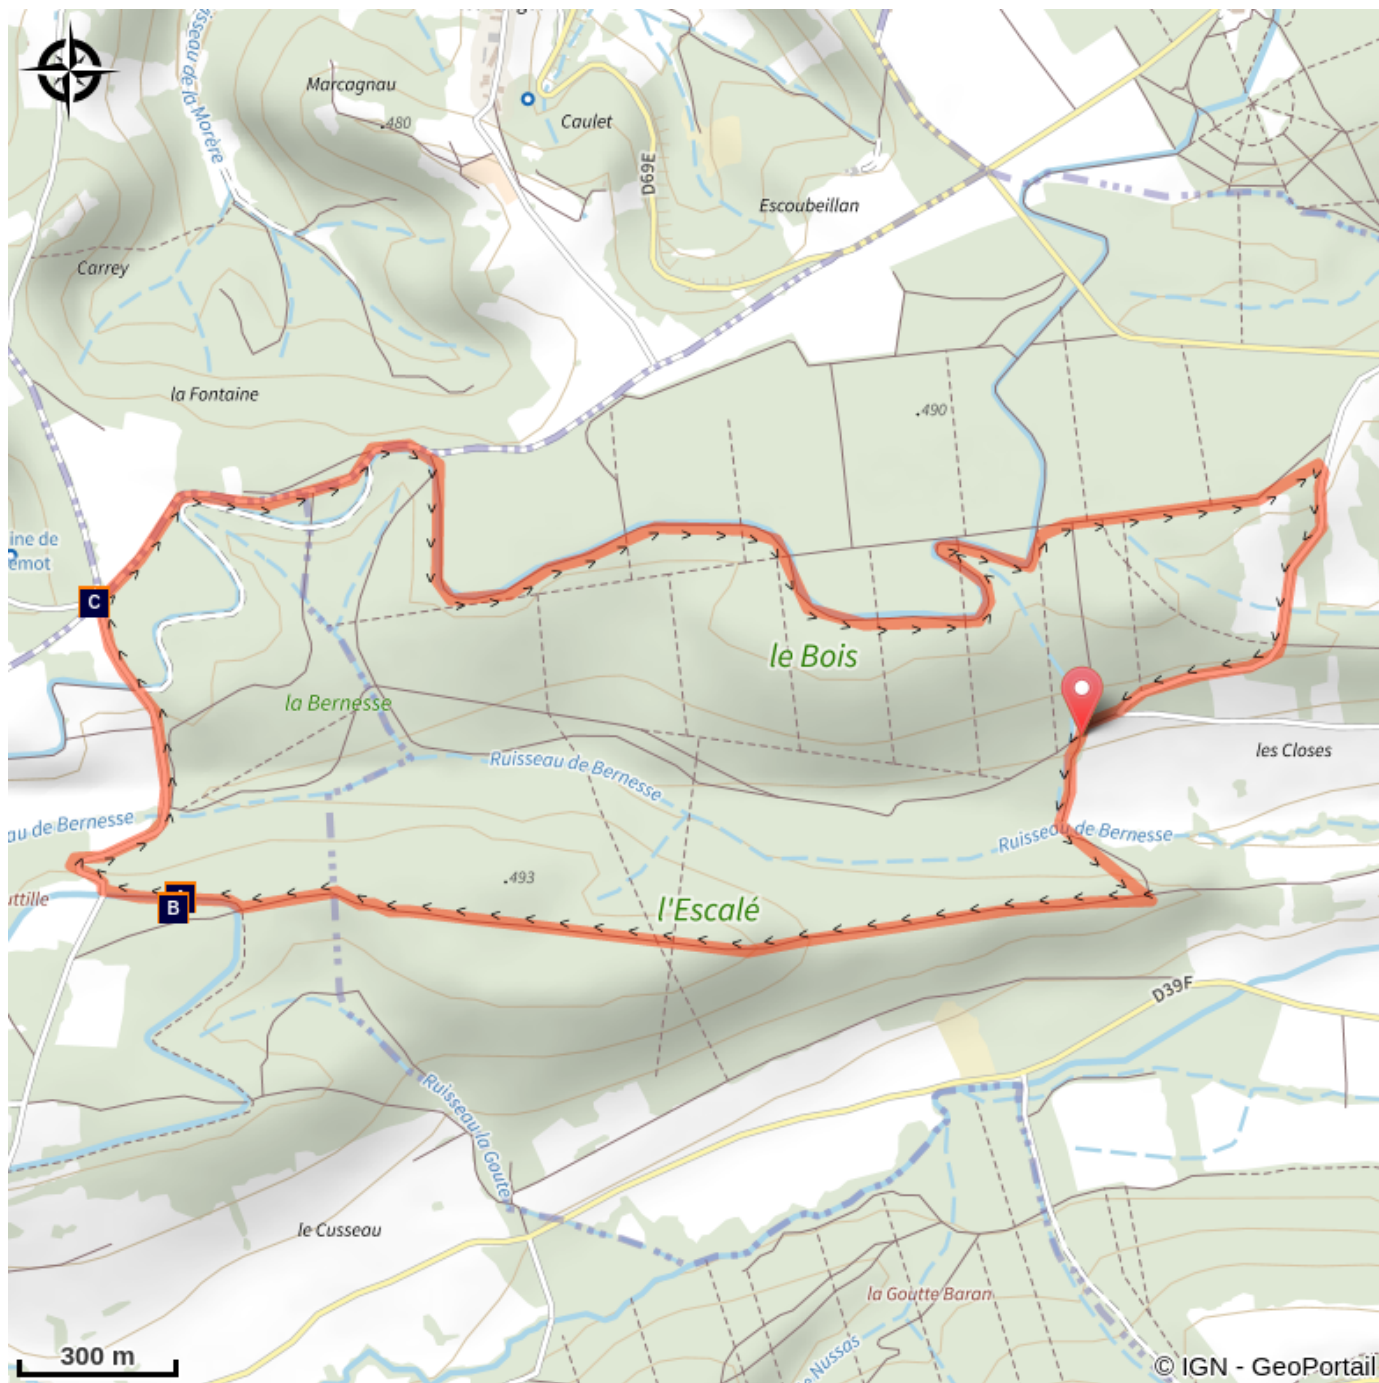 Marcagnau
480
Caulet
D69E
Escoubeillan
Carrey
la Fontaine
490
C
le Bois
la Bernesse
les Closes
Ruisseau de Bernesse
Ruisseau de Bernesse
au de Bernesse
493
l'Escalé
B
D39F
Ruisseau la Goute
le Cusseau
la Goutte Baran
300 m
© IGN - GeoPortail